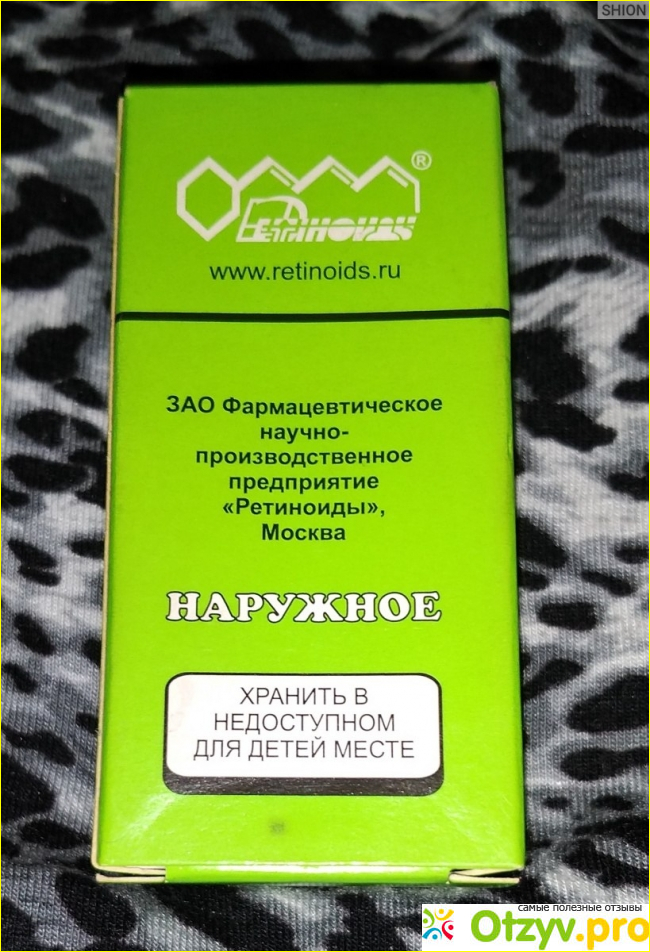 SHION
®
Retinoids
www.retinoids.ru
ЗАО Фармацевтическое
научно-
производственное
предприятие
«Ретиноиды»,
Москва
НАРУЖНОЕ
ХРАНИТЬ В
НЕДОСТУПНОМ
ДЛЯ ДЕТЕЙ МЕСТЕ
самые полезные отзывы
Otzyv.pro